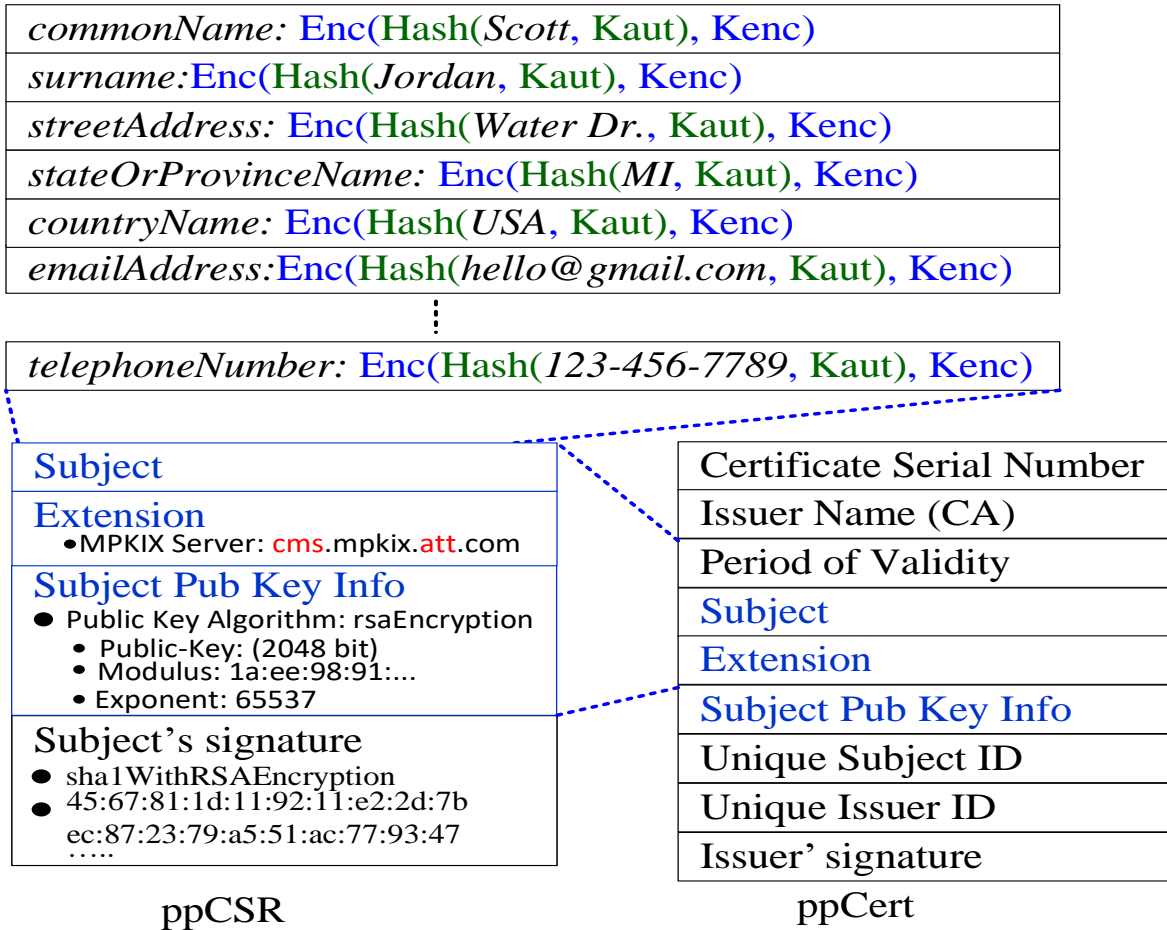 commonName: Enc(Hash(Scott, Kaut), Kenc)
surname:Enc(Hash(Jordan, Kaut), Kenc)
streetAddress: Enc(Hash(Water Dr., Kaut), Kenc)
stateOrProvinceName: Enc(Hash(MI, Kaut), Kenc)
countryName: Enc(Hash(USA, Kaut), Kenc)
emailAddress:Enc(Hash(hello@gmail.com, Kaut), Kenc)
telephoneNumber: Enc(Hash(123-456-7789, Kaut), Kenc)
Subject
Extension
•MPKIX Server: cms.mpkix.att.com
Subject Pub Key Info
• Public Key Algorithm: rsaEncryption
• Public-Key: (2048 bit)
• Modulus: 1a:ee:98:91:...
• Exponent: 65537
Subject’s signature
• sha1WithRSAEncryption
• 45:67:81:1d:11:92:11:e2:2d:7b
ec:87:23:79:a5:51:ac:77:93:47
…..
ppCSR
Certificate Serial Number
Issuer Name (CA)
Period of Validity
Subject
Extension
Subject Pub Key Info
Unique Subject ID
Unique Issuer ID
Issuer’ signature
ppCert